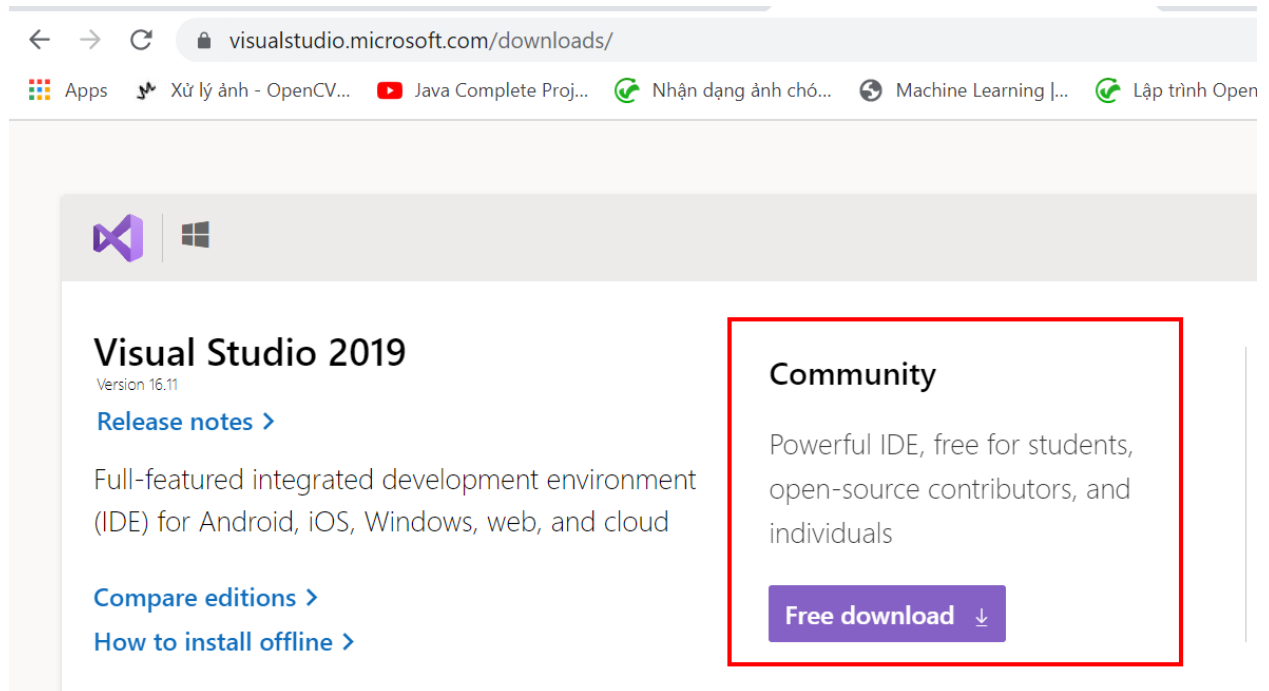 visualstudio.microsoft.com/downloads/
Apps Xử lý ảnh - OpenCV... Java Complete Proj... Nhận dạng ảnh chó... Machine Learning |... Lập trình Open
Visual Studio 2019
Version 16.11
Release notes
Full-featured integrated development environment
(IDE) for Android, iOS, Windows, web, and cloud
Compare editions
How to install offline
Community
Powerful IDE, free for students,
open-source contributors, and
individuals
Free download